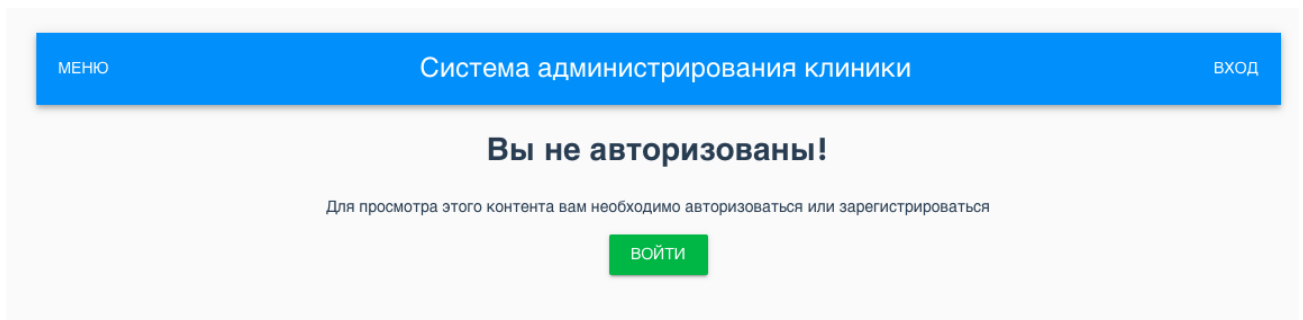 МЕНЮ
Система администрирования клиники
ВХОД
Вы не авторизованы!
Для просмотра этого контента вам необходимо авторизоваться или зарегистрироваться
ВОЙТИ